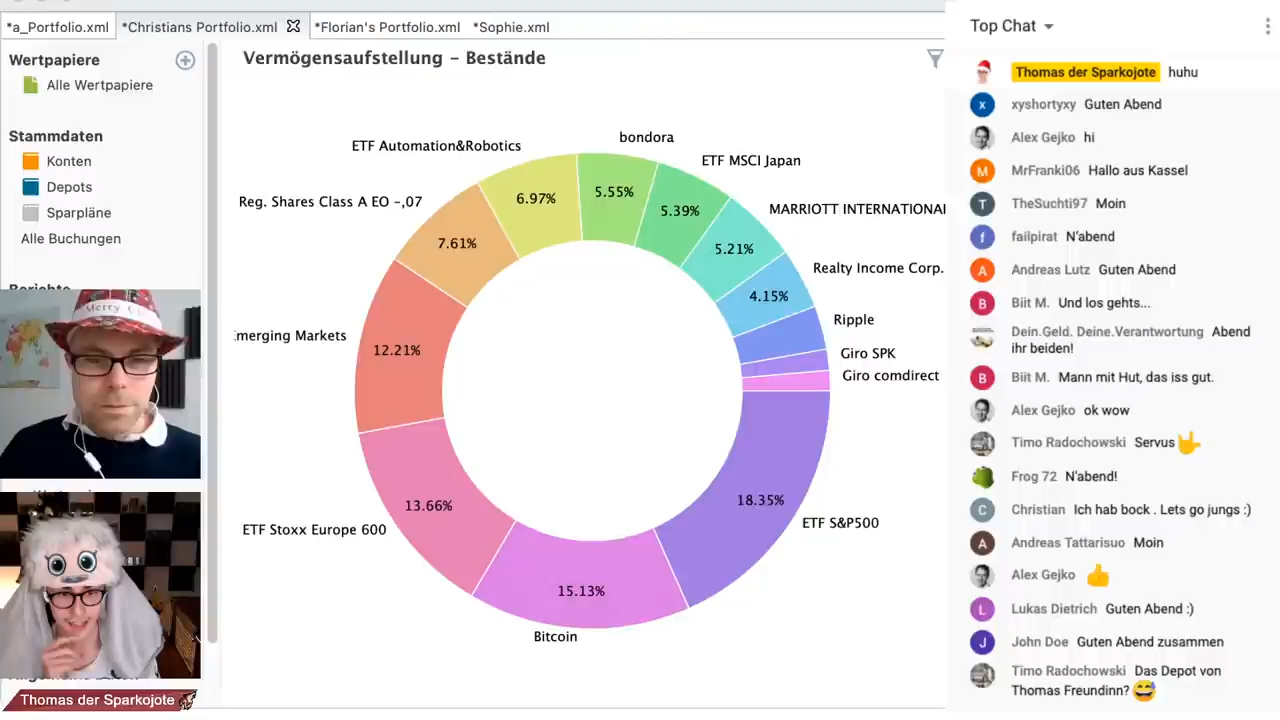 *a_Portfolio.xml
*Christians Portfolio.xml
*Florian's Portfolio.xml
*Sophie.xml
Wertpapiere
Alle Wertpapiere
Stammdaten
Konten
Depots
Sparpläne
Alle Buchungen
Merry
Thomas der Sparkojote
Vermögensaufstellung – Bestände
bondora
ETF Automation&Robotics
ETF MSCI Japan
Reg. Shares Class A EO -,07
MARRIOTT INTERNATIONAL
Realty Income Corp.
Ripple
merging Markets
Giro SPK
Giro comdirect
ETF S&P500
ETF Stoxx Europe 600
Bitcoin
6.97%
5.55%
5.39%
5.21%
4.15%
7.61%
12.21%
13.66%
15.13%
18.35%
Top Chat
Thomas der Sparkojote huhu
x xyshortyxy Guten Abend
Alex Gejko hi
M MrFranki06 Hallo aus Kassel
T TheSuchti97 Moin
f failpirat N'abend
A Andreas Lutz Guten Abend
B Biit M. Und los gehts...
Dein.Geld. Deine.Verantwortung Abend
ihr beiden!
B Biit M. Mann mit Hut, das iss gut.
Alex Gejko ok wow
Timo Radochowski Servus
Frog 72 N'abend!
C Christian Ich hab bock . Lets go jungs :)
A Andreas Tattarisuo Moin
Alex Gejko
L Lukas Dietrich Guten Abend :)
J John Doe Guten Abend zusammen
Timo Radochowski Das Depot von
Thomas Freundinn?